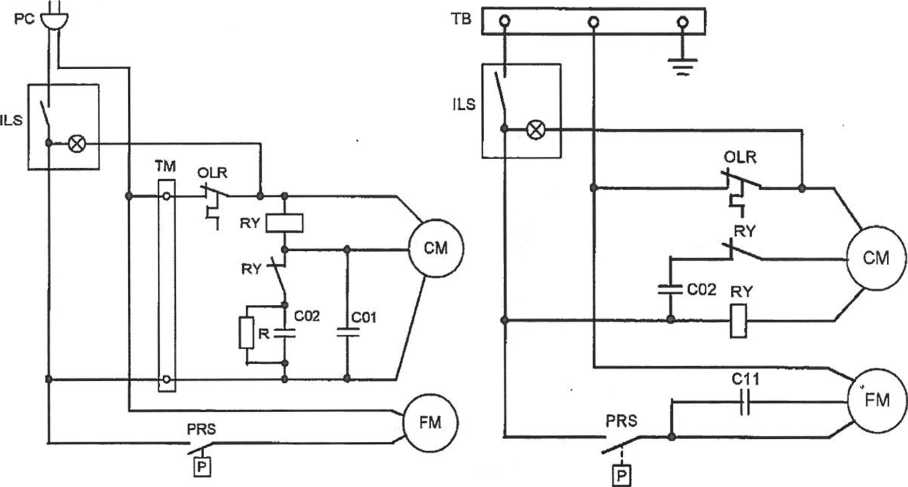 PC
ILS
TM
OLR
RY
RY
R
C02
C01
CM
FM
PRS
P
TB
ILS
OLR
RY
C02
RY
CM
C11
FM
PRS
P